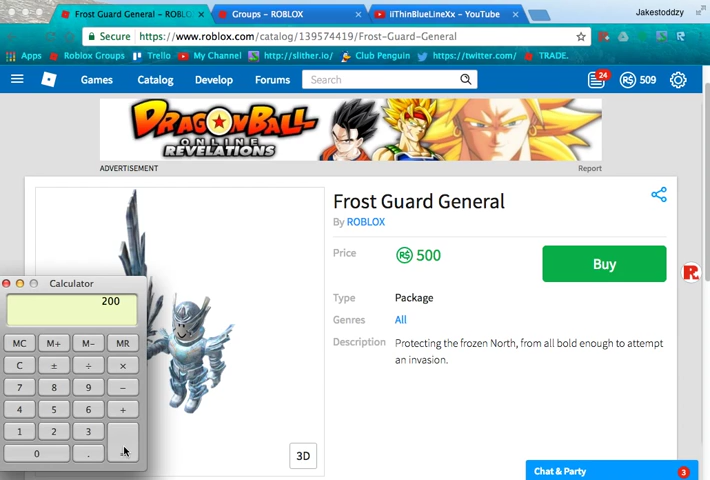 Frost Guard General - ROBLO
Groups - ROBLOX
iiThinBlueLineXx - YouTube
Jakestoddzy
Secure
https://www.roblox.com/catalog/139574419/Frost-Guard-General
Apps
Roblox Groups
Trello
My Channel
http://slither.io/
Club Penguin
https://twitter.com/
TRADE.
Games
Catalog
Develop
Forums
Search
24
R$ 509
DRAGONBALL
ONLINE
REVELATIONS
ADVERTISEMENT
Report
Frost Guard General
By ROBLOX
Price
R$ 500
Buy
Type
Package
Genres
All
Description
Protecting the frozen North, from all bold enough to attempt
an invasion.
3D
Chat & Party
3
Calculator
200
MC M+ M- MR
C ± ÷ ×
7 8 9 −
4 5 6 +
1 2 3
0 . =
R